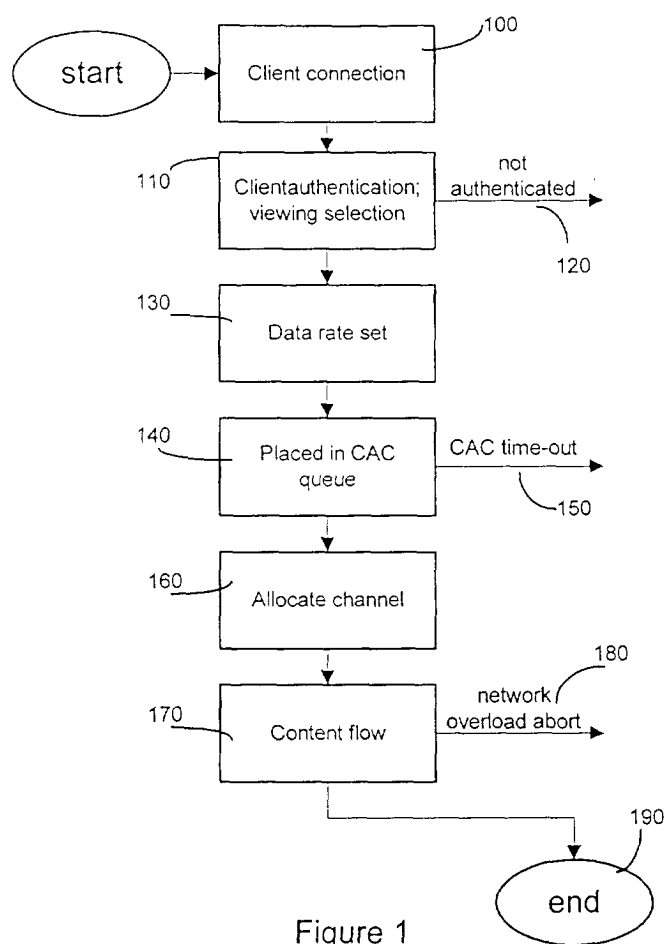 100
start
Client connection
110
Clientauthentication;
viewing selection
not
authenticated
120
130
Data rate set
140
Placed in CAC
queue
CAC time-out
150
160
Allocate channel
180
170
Content flow
network
overload abort
190
end
Figure 1